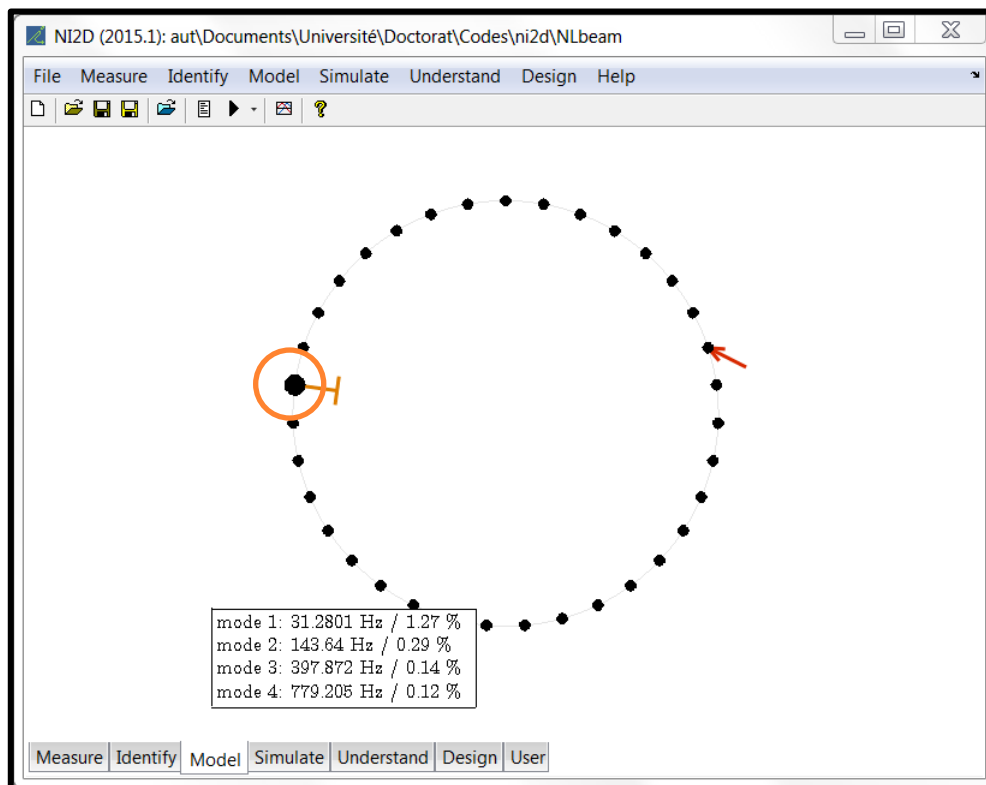 NI2D (2015.1): aut\Documents\Université\Doctorat\Codes\ni2d\NLbeam
File Measure Identify Model Simulate Understand Design Help
mode 1: 31.2801 Hz / 1.27 %
mode 2: 143.64 Hz / 0.29 %
mode 3: 397.872 Hz / 0.14 %
mode 4: 779.205 Hz / 0.12 %
Measure Identify Model Simulate Understand Design User